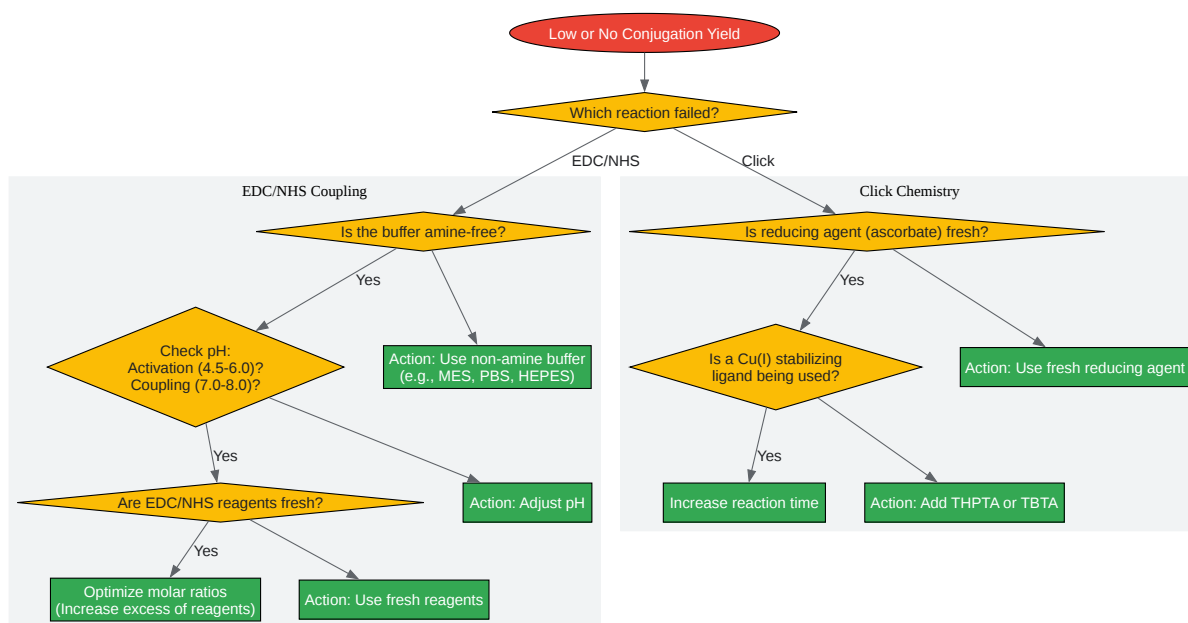 Low or No Conjugation Yield
Which reaction failed?
EDC/NHS
Click
EDC/NHS Coupling
Click Chemistry
Is the buffer amine-free?
Is reducing agent (ascorbate) fresh?
Yes
Yes
Check pH:
Activation (4.5-6.0)?
Coupling (7.0-8.0)?
Action: Use non-amine buffer
(e.g., MES, PBS, HEPES)
Is a Cu(I) stabilizing
ligand being used?
Action: Use fresh reducing agent
Yes
Yes
Are EDC/NHS reagents fresh?
Action: Adjust pH
Increase reaction time
Action: Add THPTA or TBTA
Yes
Optimize molar ratios
(Increase excess of reagents)
Action: Use fresh reagents